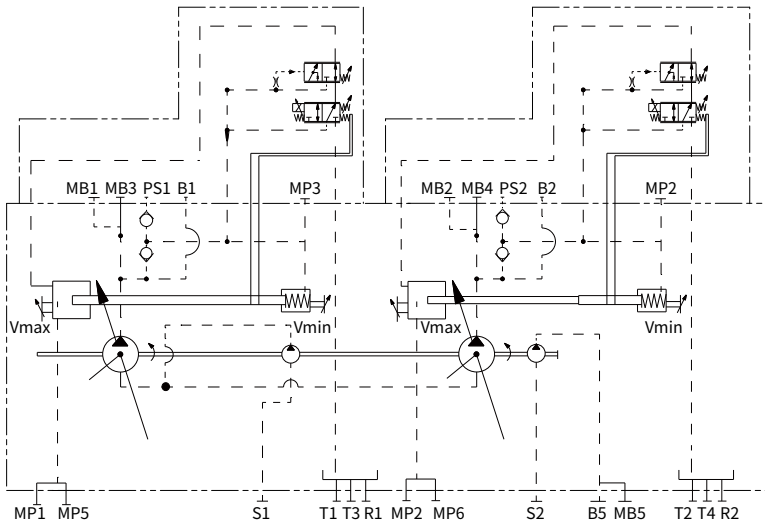 MB1 MB3 PS1 B1 MP3 MB2 MB4 PS2 B2 MP2
Vmax Vmin Vmax Vmin
MP1 MP5 S1 T1 T3 R1 MP2 MP6 S2 B5 MB5 T2 T4 R2